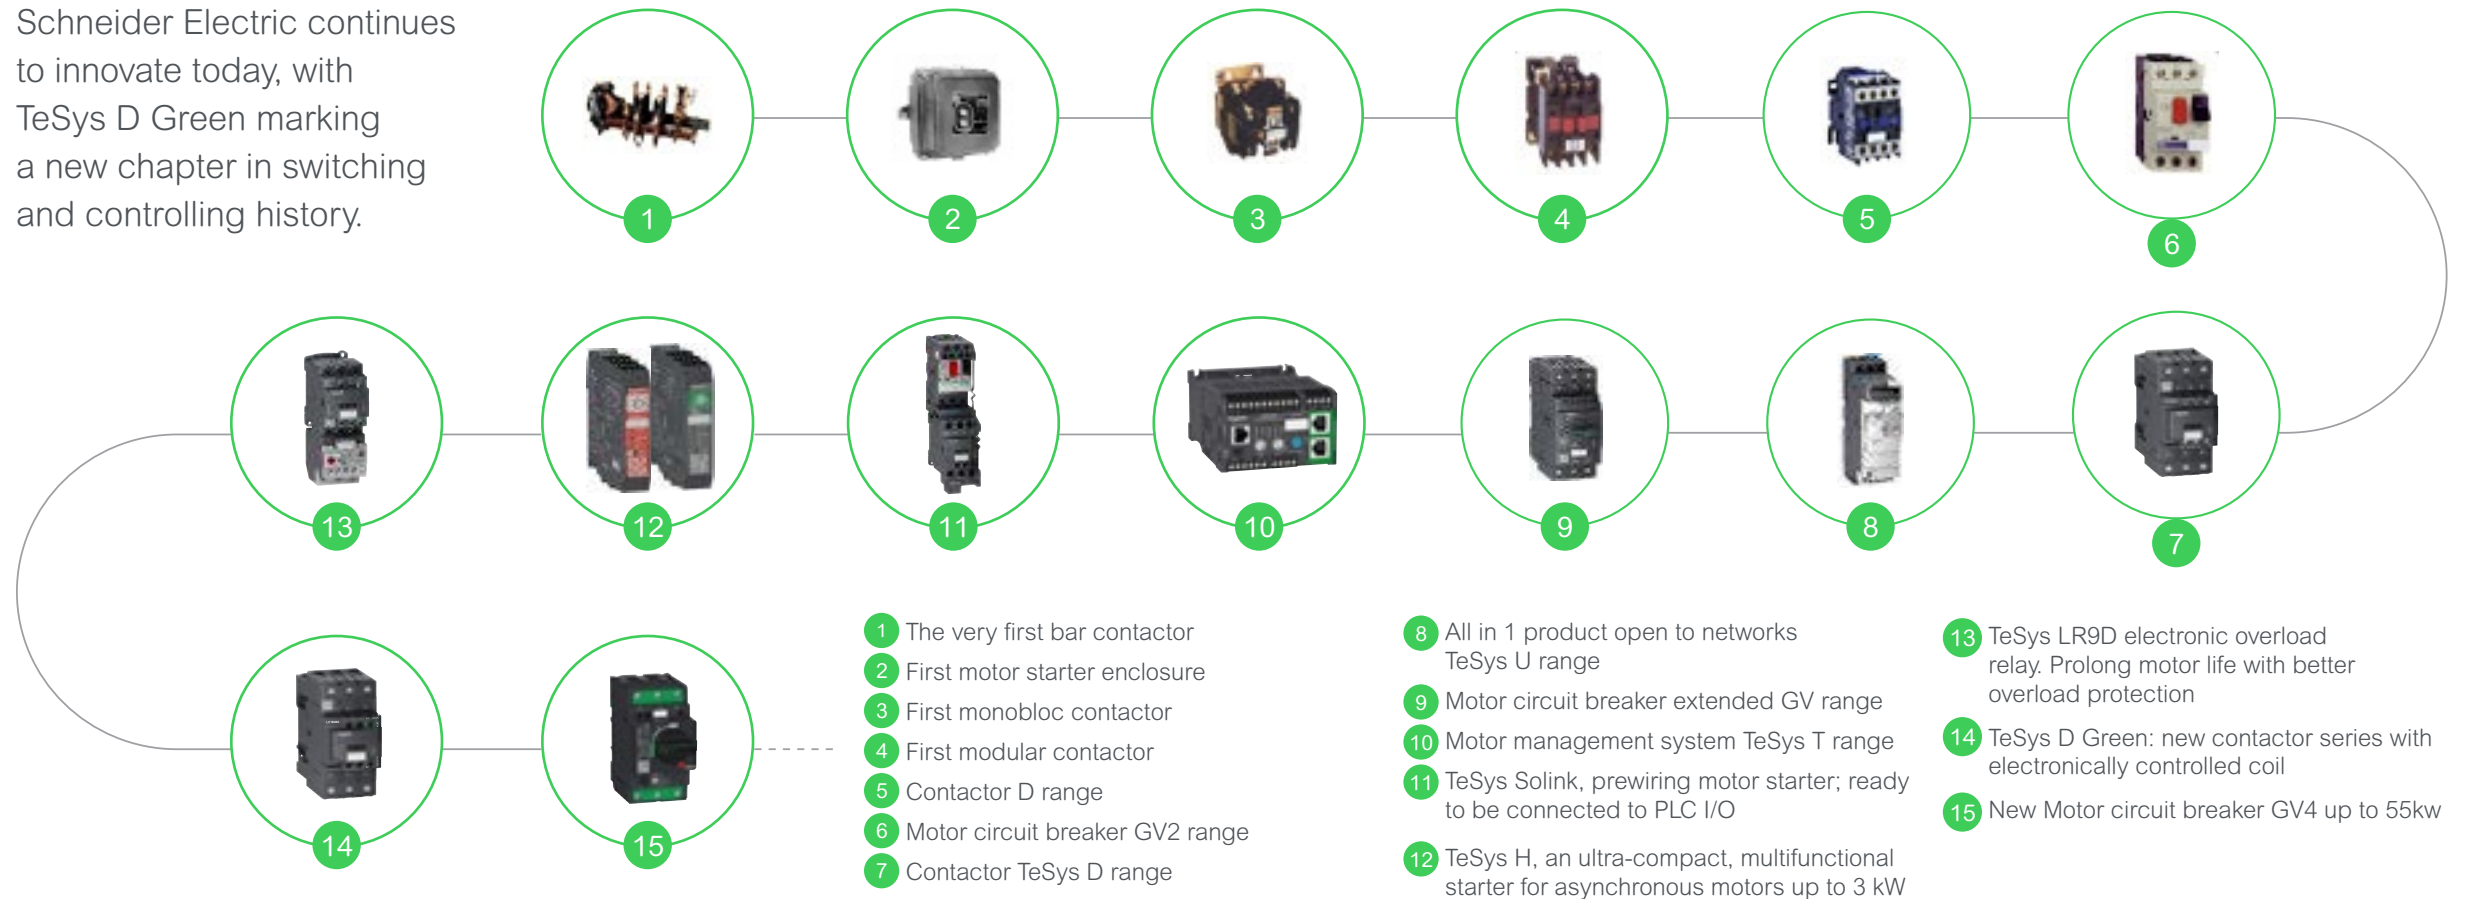 Schneider Electric continues
to innovate today, with
TeSys D Green marking
a new chapter in switching
and controlling history.
1
2
3
4
5
6
13
12
11
10
9
8
7
14
15
1 The very first bar contactor
2 First motor starter enclosure
3 First monobloc contactor
4 First modular contactor
5 Contactor D range
6 Motor circuit breaker GV2 range
7 Contactor TeSys D range
8 All in 1 product open to networks
TeSys U range
9 Motor circuit breaker extended GV range
10 Motor management system TeSys T range
11 TeSys Solink, prewiring motor starter; ready
to be connected to PLC I/O
12 TeSys H, an ultra-compact, multifunctional
starter for asynchronous motors up to 3 kW
13 TeSys LR9D electronic overload
relay. Prolong motor life with better
overload protection
14 TeSys D Green: new contactor series with
electronically controlled coil
15 New Motor circuit breaker GV4 up to 55kw